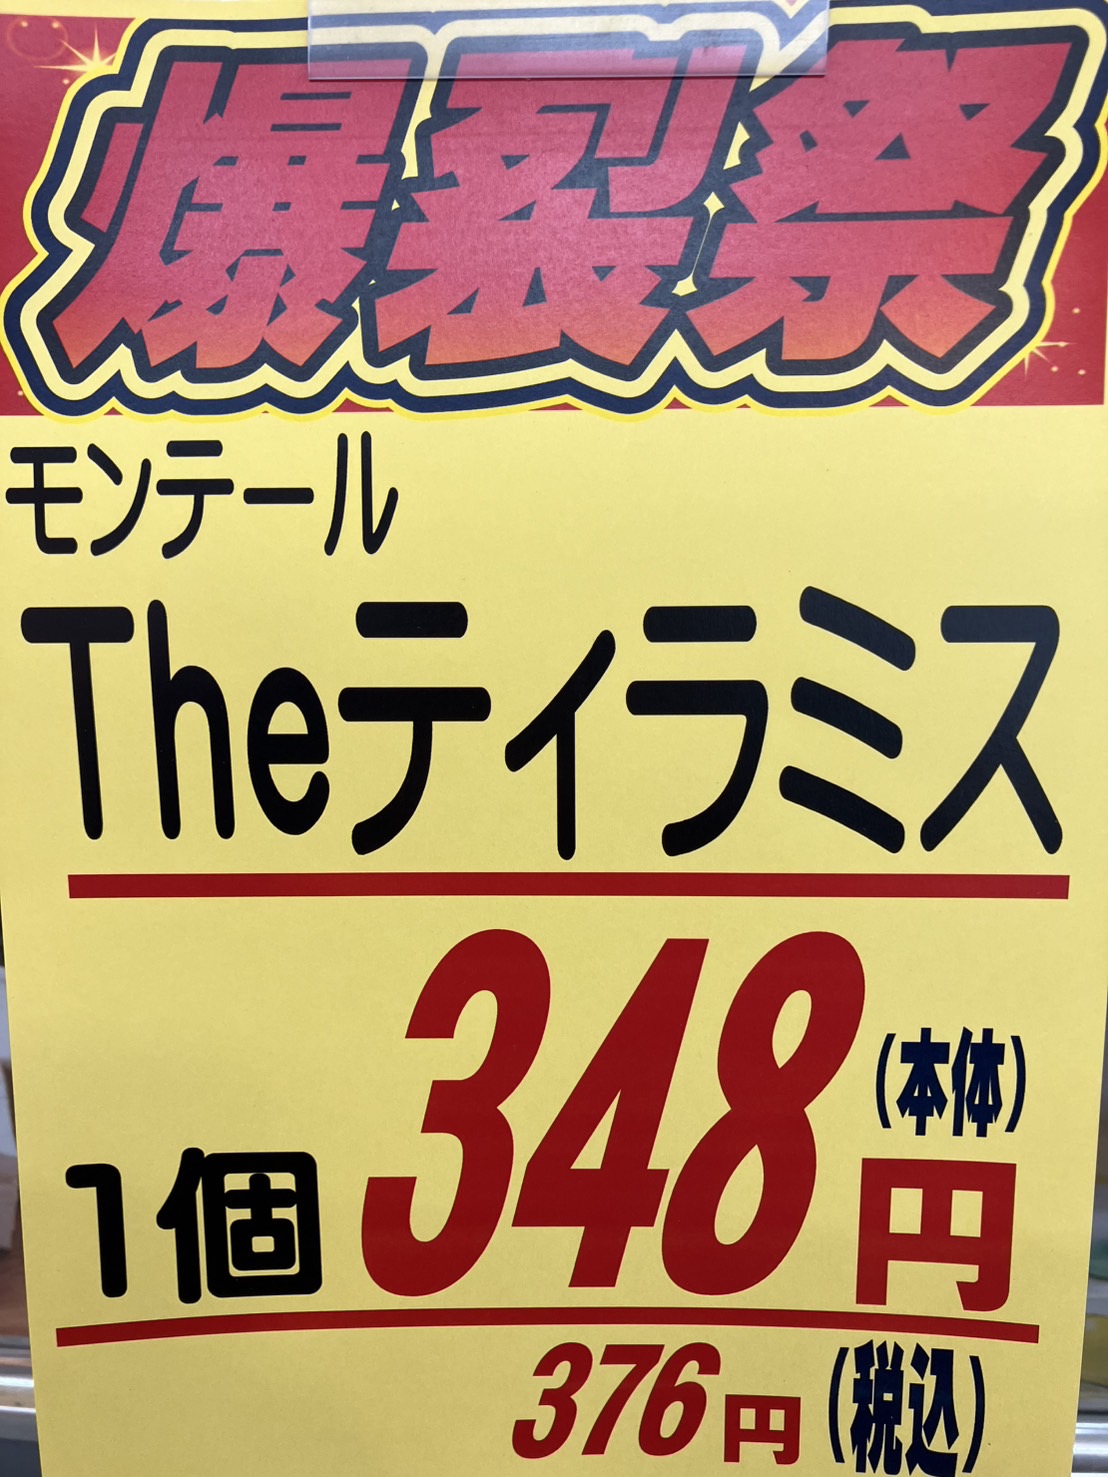 爆裂祭
モンテール
Theティラミス
1個 348円 (本体)
376円 (税込)